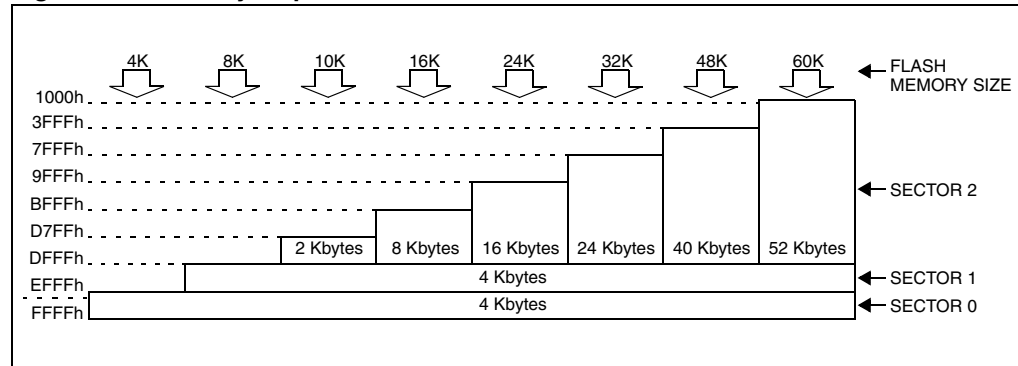 4K 8K 10K 16K 24K 32K 48K 60K
FLASH
MEMORY SIZE
1000h
3FFFh
7FFFh
9FFFh
BFFFh
D7FFh
DFFFh
EFFFh
FFFFh
2 Kbytes 8 Kbytes 16 Kbytes 24 Kbytes 40 Kbytes 52 Kbytes
4 Kbytes
4 Kbytes
SECTOR 2
SECTOR 1
SECTOR 0